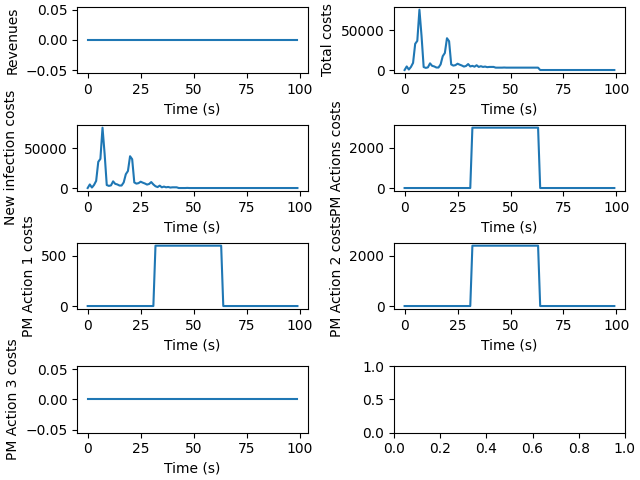 Revenues
0.05
0.00
−0.05
0 25 50 75 100
Time (s)
Total costs
50000
0
0 25 50 75 100
Time (s)
New infection costs
50000
0
0 25 50 75 100
Time (s)
PM Actions costs
2000
0
0 25 50 75 100
Time (s)
PM Action 1 costs
500
0
0 25 50 75 100
Time (s)
PM Action 2 costs
2000
0
0 25 50 75 100
Time (s)
PM Action 3 costs
0.05
0.00
−0.05
0 25 50 75 100
Time (s)
1.0
0.5
0.0
0.0 0.2 0.4 0.6 0.8 1.0